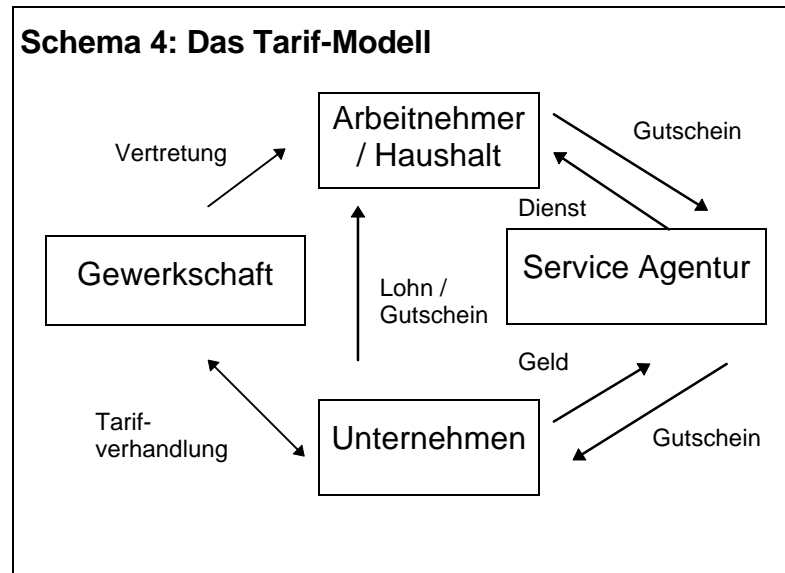 Schema 4: Das Tarif-Modell
Arbeitnehmer
/ Haushalt
Gutschein
Vertretung
Dienst
Gewerkschaft
Service Agentur
Lohn /
Gutschein
Geld
Tarif-
verhandlung
Unternehmen
Gutschein